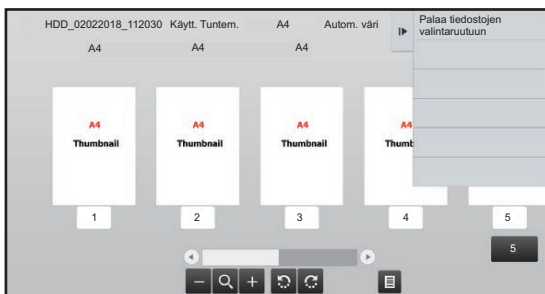 HDD_02022018_112030 Käytt. Tuntem. A4 Autom. väri
Palaa tiedostojen
valintaruutuun
A4 A4 A4
A4 A4 A4 A4
Thumbnail Thumbnail Thumbnail Thumb
1 2 3 4 5
5